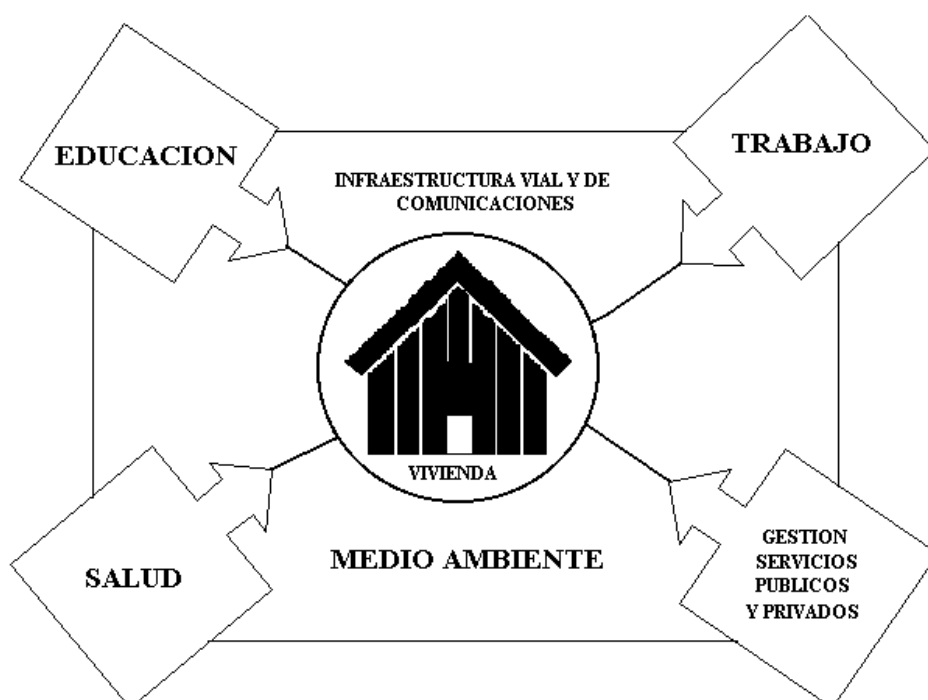 EDUCACION
TRABAJO
INFRAESTRUCTURA VIAL Y DE
COMUNICACIONES
VIVIENDA
MEDIO AMBIENTE
SALUD
GESTION
SERVICIOS
PUBLICOS
Y PRIVADOS